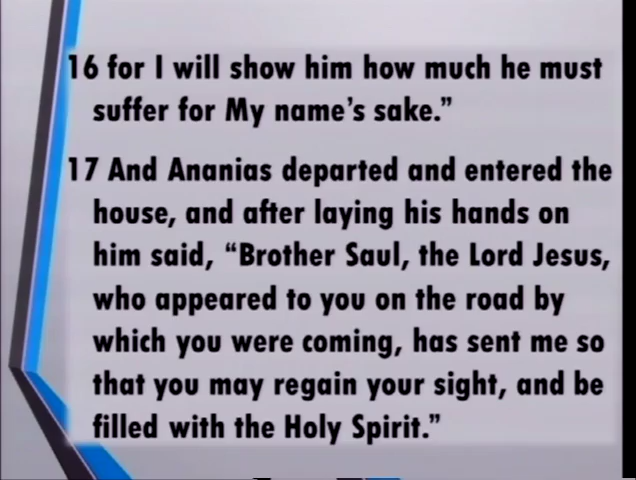 16 for I will show him how much he must
suffer for My name's sake."
17 And Ananias departed and entered the
house, and after laying his hands on
him said, "Brother Saul, the Lord Jesus,
who appeared to you on the road by
which you were coming, has sent me so
that you may regain your sight, and be
filled with the Holy Spirit."